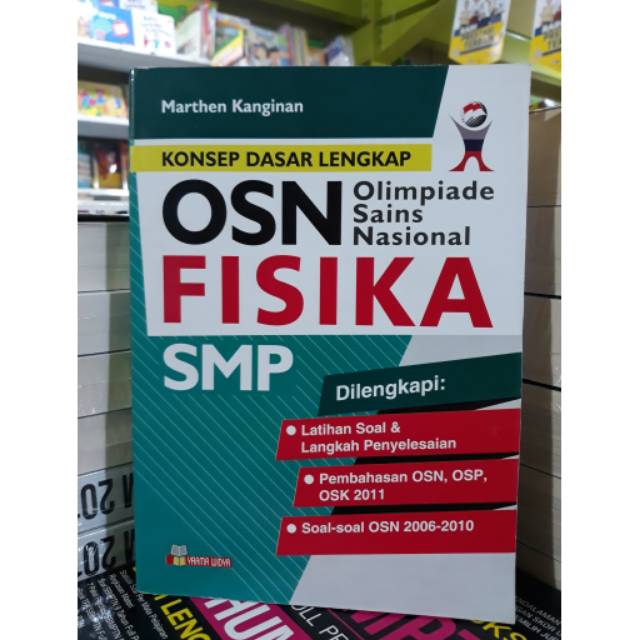 Marthen Kanginan
KONSEP DASAR LENGKAP
OSN
Olimpiade
Sains
Nasional
FISIKA
SMP
Dilengkapi:
• Latihan Soal &
Langkah Penyelesaian
• Pembahasan OSN, OSP,
OSK 2011
• Soal-soal OSN 2006-2010
YRAMA WIDYA